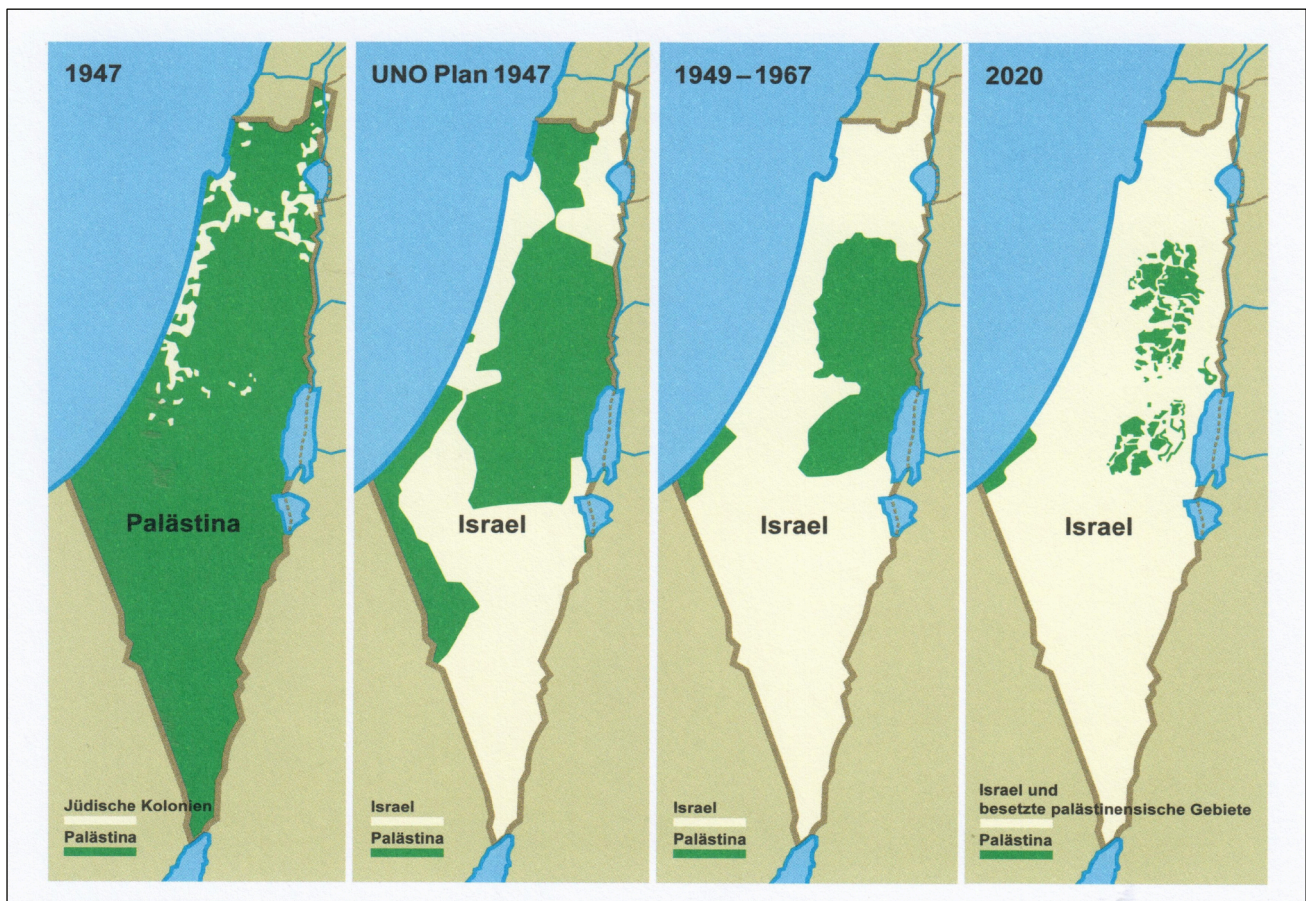 1947
Palästina
Jüdische Kolonien
Palästina
UNO Plan 1947
Israel
Israel
Palästina
1949 – 1967
Israel
Israel
Palästina
2020
Israel
Israel und
besetzte palästinensische Gebiete
Palästina